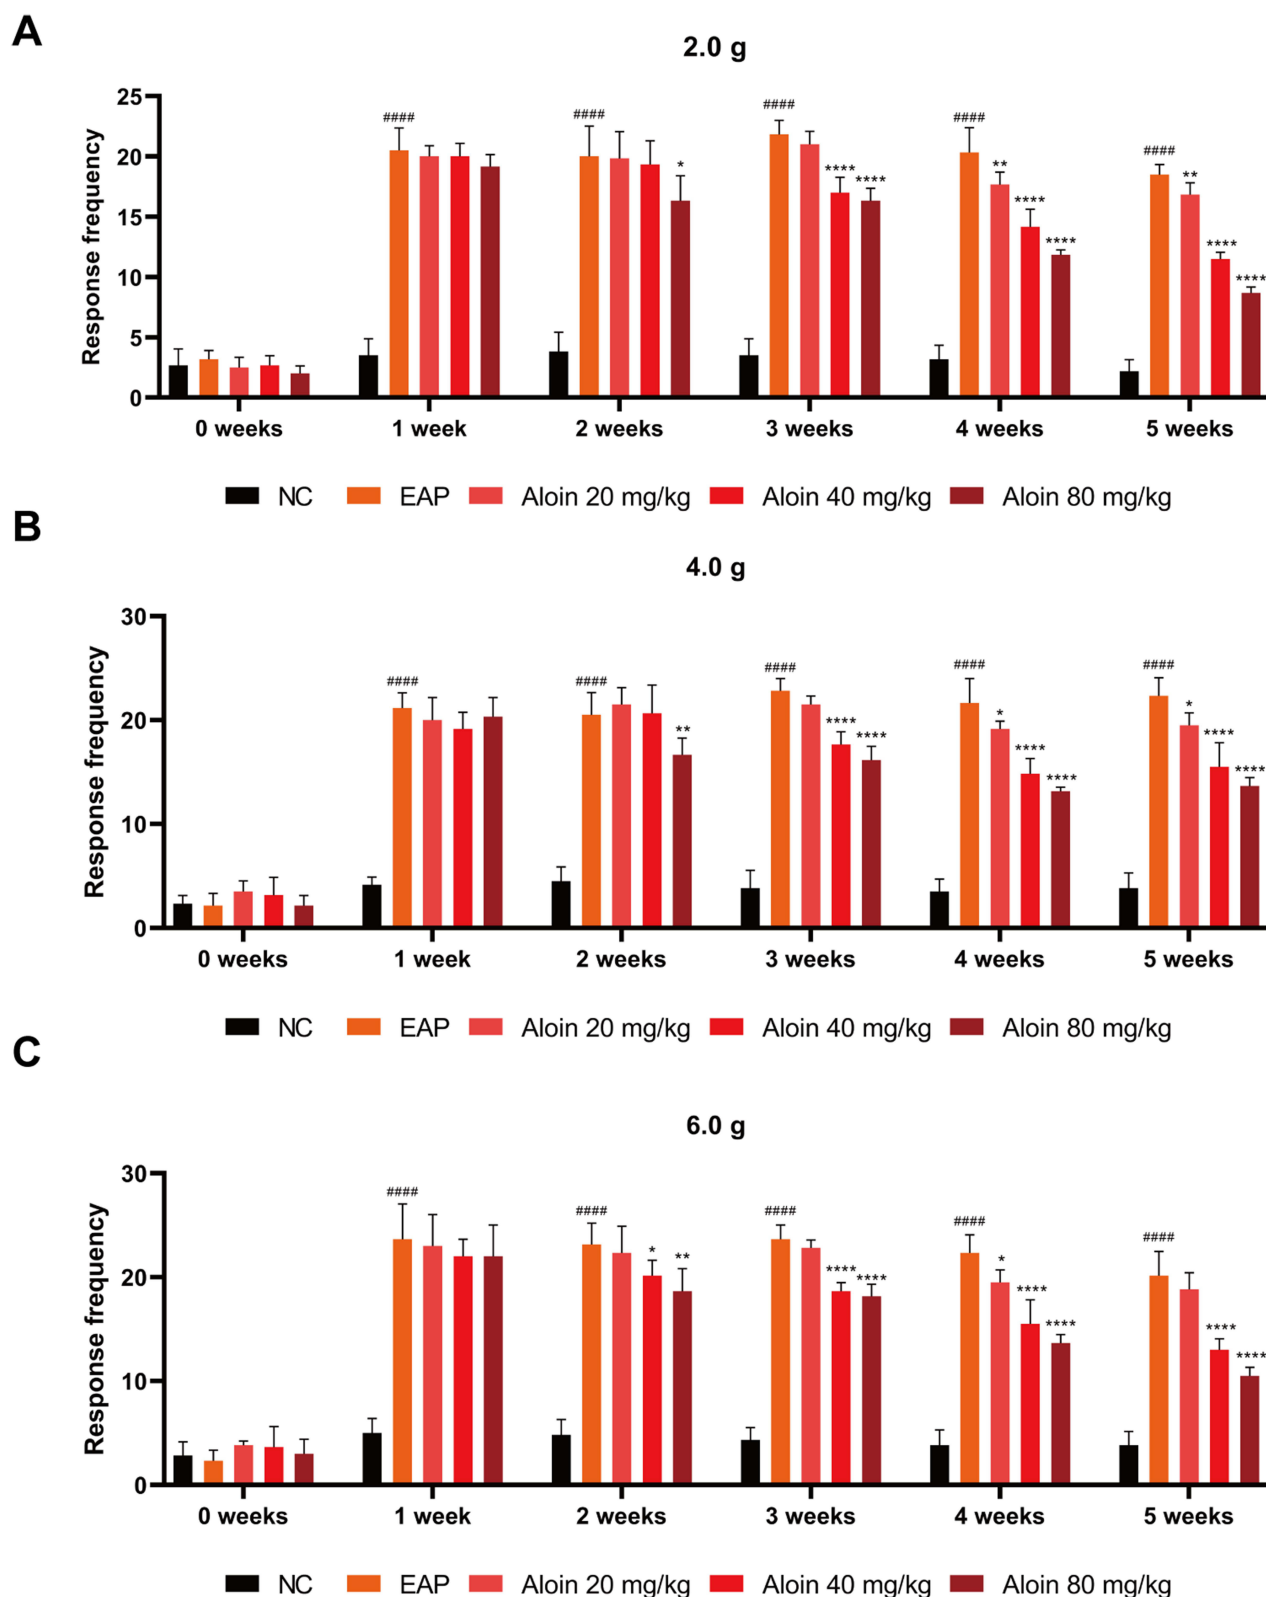 A
2.0 g
25
20
15
10
5
0
Response frequency
#### #### #### #### ####
* **** **** ** **** **** ** **** ****
0 weeks 1 week 2 weeks 3 weeks 4 weeks 5 weeks
NC EAP Aloin 20 mg/kg Aloin 40 mg/kg Aloin 80 mg/kg
B
4.0 g
30
20
10
0
Response frequency
#### #### #### #### ####
** **** **** * **** **** * **** ****
0 weeks 1 week 2 weeks 3 weeks 4 weeks 5 weeks
NC EAP Aloin 20 mg/kg Aloin 40 mg/kg Aloin 80 mg/kg
C
6.0 g
30
20
10
0
Response frequency
#### #### #### #### ####
* ** **** **** * **** **** **** ****
0 weeks 1 week 2 weeks 3 weeks 4 weeks 5 weeks
NC EAP Aloin 20 mg/kg Aloin 40 mg/kg Aloin 80 mg/kg